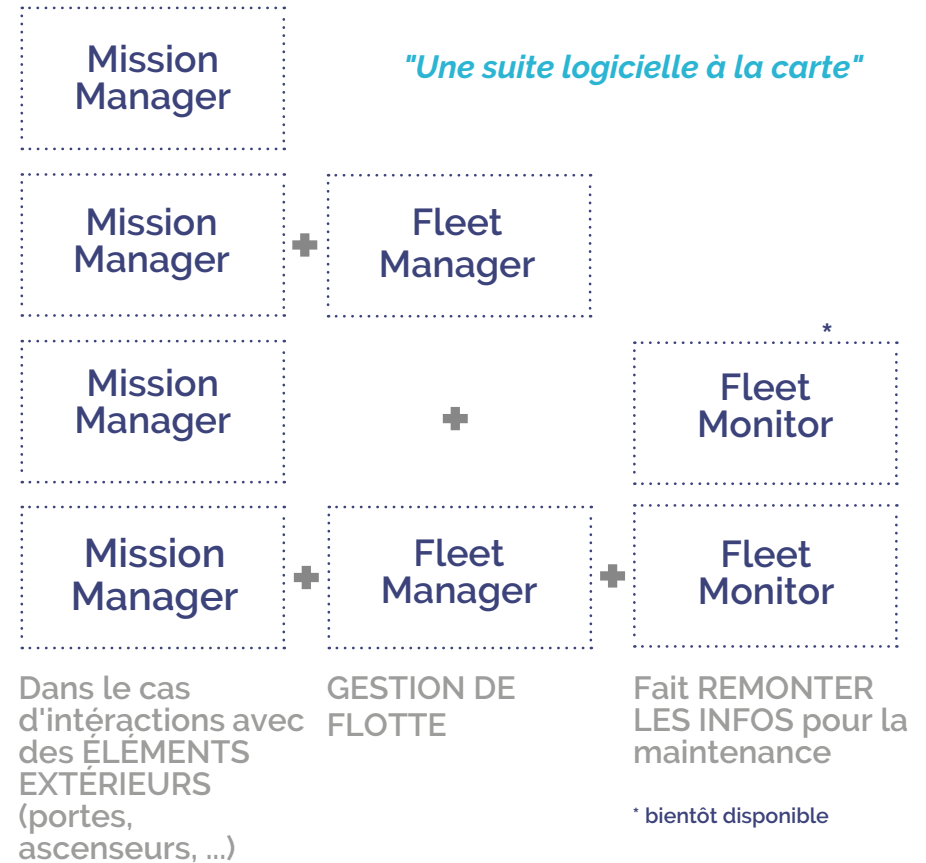 Mission
Manager
"Une suite logicielle à la carte"
Mission
Manager
Fleet
Manager
Mission
Manager
*
Fleet
Monitor
Mission
Manager
Fleet
Manager
Fleet
Monitor
Dans le cas
d'intéractions avec
des ÉLÉMENTS
EXTÉRIEURS
(portes,
ascenseurs, ...)
GESTION DE
FLOTTE
Fait REMONTER
LES INFOS pour la
maintenance
* bientôt disponible